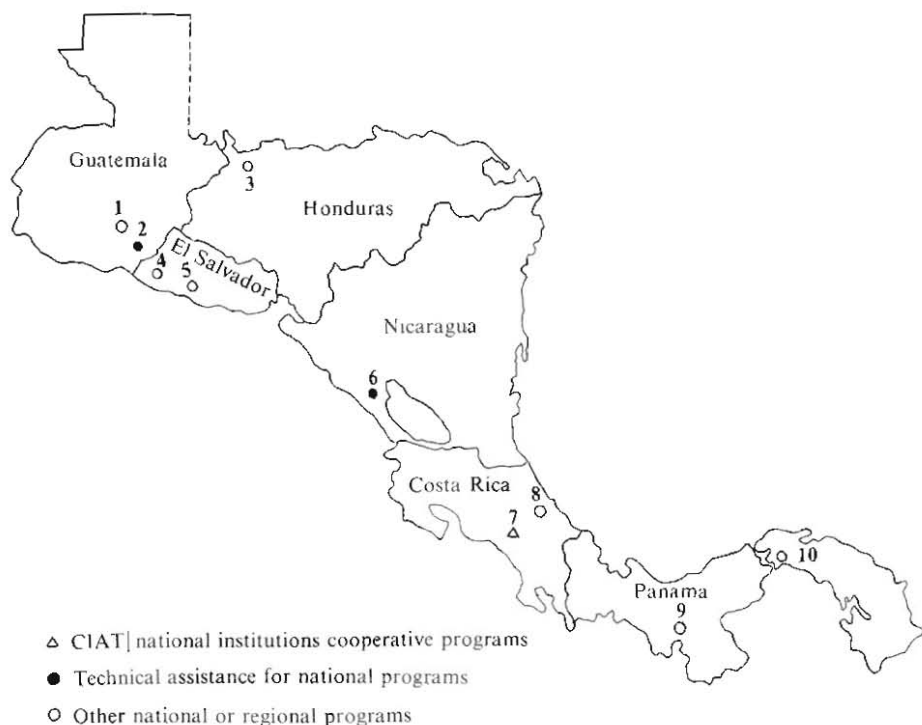 Guatemala
3
Honduras
1
2
El Salvador
4
5
Nicaragua
6
Costa Rica
8
7
10
Panama
9
△ CIAT| national institutions cooperative programs
● Technical assistance for national programs
○ Other national or regional programs